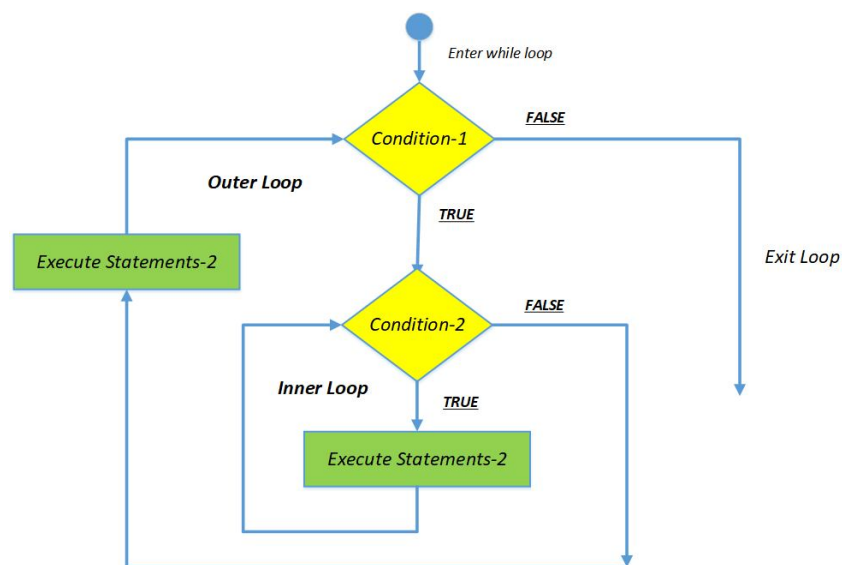 Enter while loop
Condition-1
FALSE
Outer Loop
TRUE
Execute Statements-2
Exit Loop
Condition-2
FALSE
Inner Loop
TRUE
Execute Statements-2